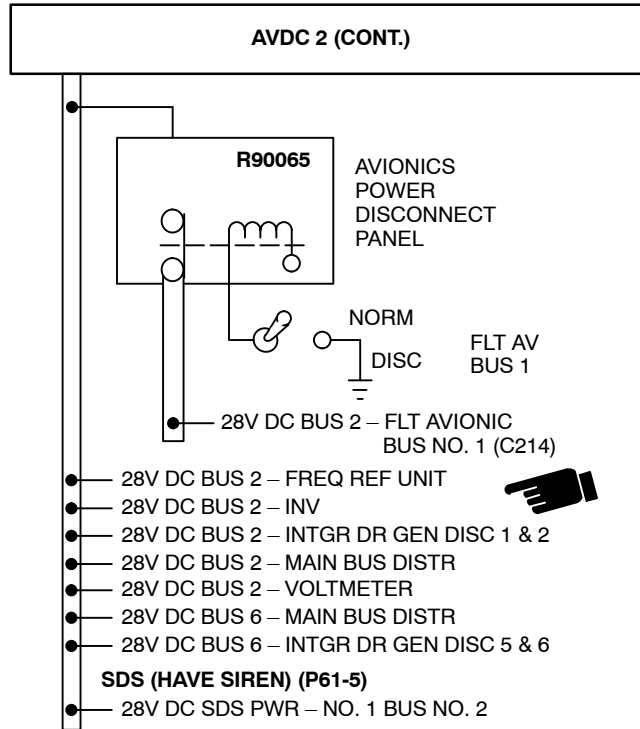 AVDC 2 (CONT.)
R90065
AVIONICS
POWER
DISCONNECT
PANEL
NORM
DISC
FLT AV
BUS 1
28V DC BUS 2 – FLT AVIONIC
BUS NO. 1 (C214)
28V DC BUS 2 – FREQ REF UNIT
28V DC BUS 2 – INV
28V DC BUS 2 – INTGR DR GEN DISC 1 & 2
28V DC BUS 2 – MAIN BUS DISTR
28V DC BUS 2 – VOLTMETER
28V DC BUS 6 – MAIN BUS DISTR
28V DC BUS 6 – INTGR DR GEN DISC 5 & 6
SDS (HAVE SIREN) (P61-5)
28V DC SDS PWR – NO. 1 BUS NO. 2